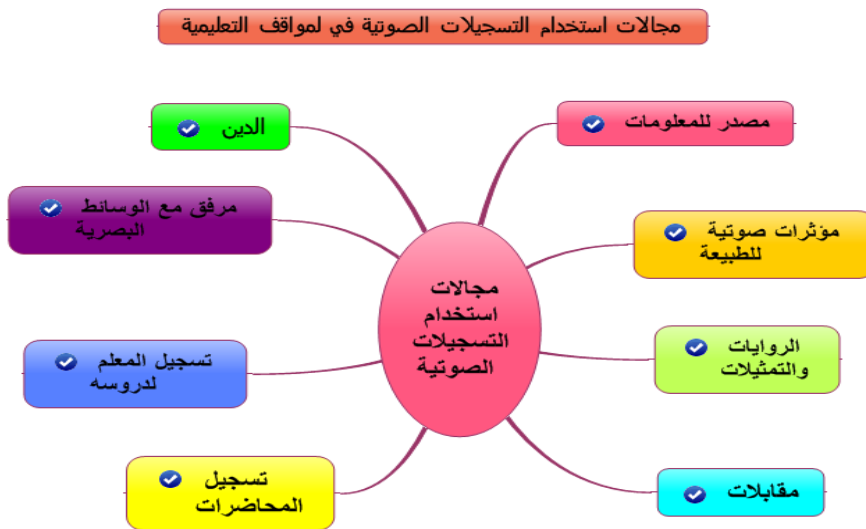 مجالات استخدام التسجيلات الصوتية في لمواقف التعليمية
مصدر للمعلومات
الدين
مرفق مع الوسائط
البصرية
مؤثرات صوتية
للطبيعة
مجالات
استخدام
التسجيلات
الصوتية
الروايات
والتمثيلات
تسجيل المعلم
لدروسه
مقابلات
تسجيل
المحاضرات